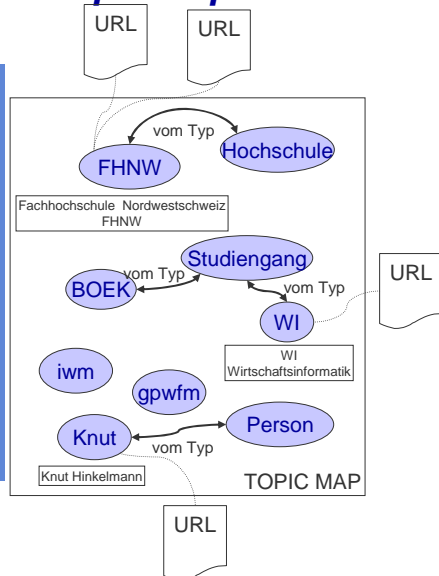 URL
URL
vom Typ
Hochschule
FHNW
Fachhochschule Nordwestschweiz
FHNW
Studiengang
URL
BOEK
vom Typ
vom Typ
WI
WI
Wirtschaftsinformatik
iwm
gpwfm
Knut
Person
vom Typ
Knut Hinkelmann
TOPIC MAP
URL